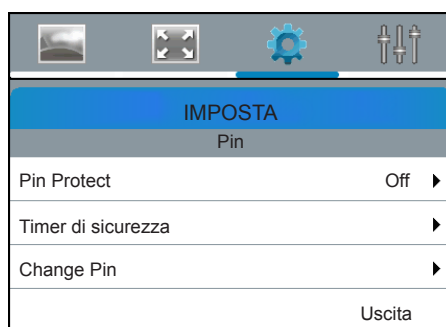 IMPOSTA
Pin
Pin Protect Off
Timer di sicurezza
Change Pin
Uscita